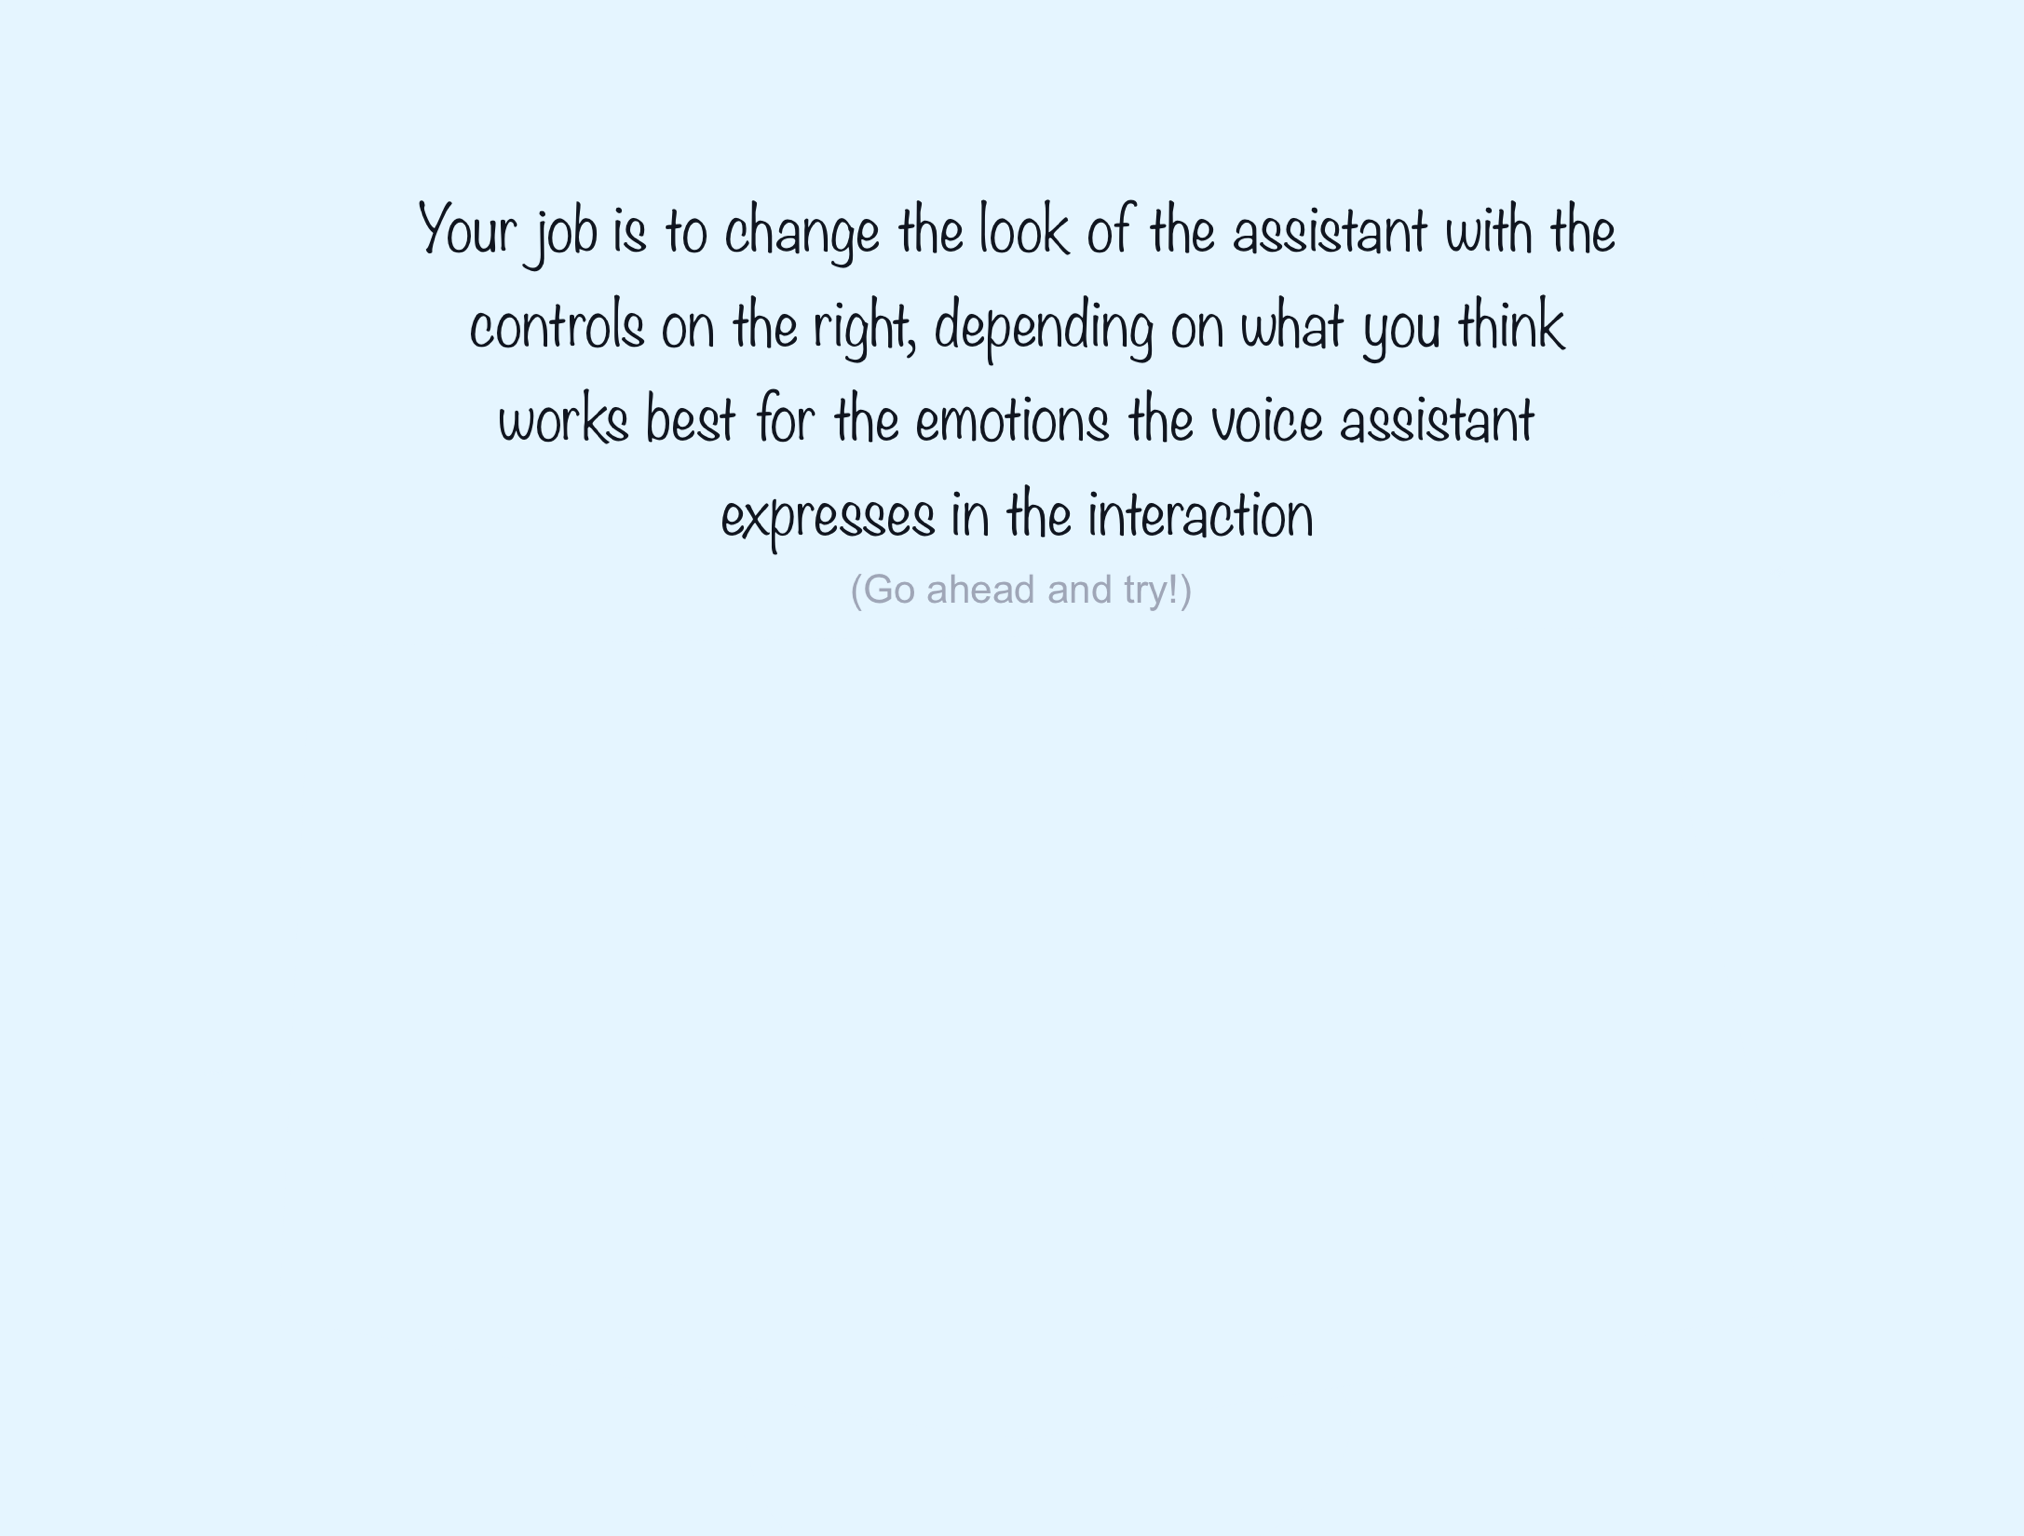 Your job is to change the look of the assistant with the
controls on the right, depending on what you think
works best for the emotions the voice assistant
expresses in the interaction
(Go ahead and try!)